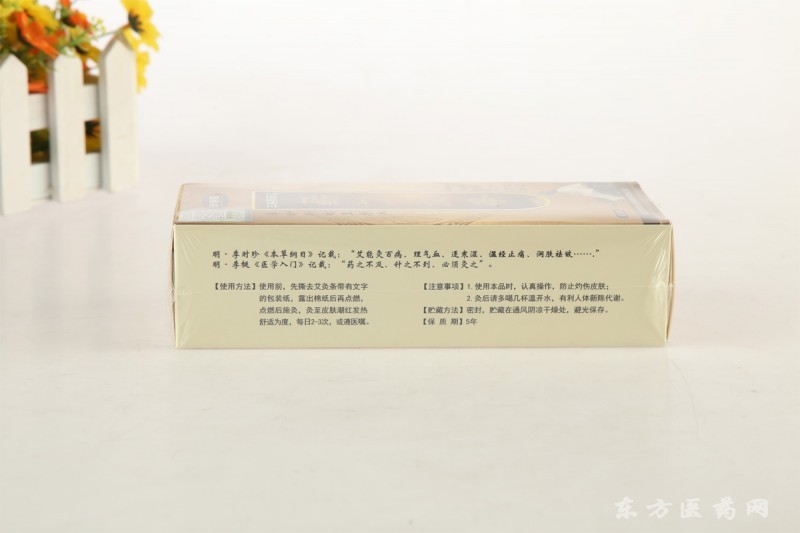 明·李时珍《本草纲目》记载：“艾能灸百病、理气血、逐寒湿、温经止痛、润肤祛皱……。”
明·李梴《医学入门》记载：“药之不及，针之不到，必须灸之”。
【使用方法】使用前，先撕去艾灸条带有文字
的包装纸，露出棉纸后再点燃，
点燃后施灸，灸至皮肤潮红发热
舒适为度，每日2-3次，或遵医嘱。
【注意事项】1.使用本品时，认真操作，防止灼伤皮肤；
2.灸后请多喝几杯温开水，有利人体新陈代谢。
【贮藏方法】密封，贮藏在通风阴凉干燥处，避光保存。
【保 质 期】5年
东方医药网